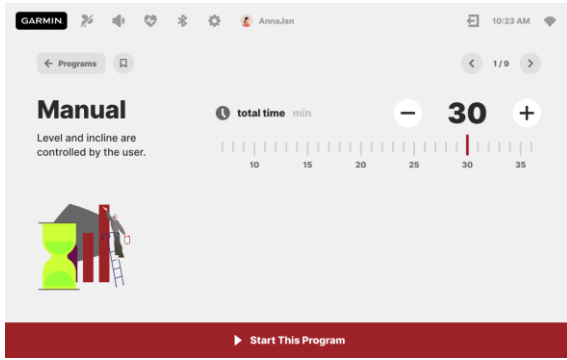 GARMIN.
AnnaJsn
10:23 AM
Programs
1/9
Manual
Level and incline are
controlled by the user.
total time min
30
10 15 20 25 30 35
Start This Program